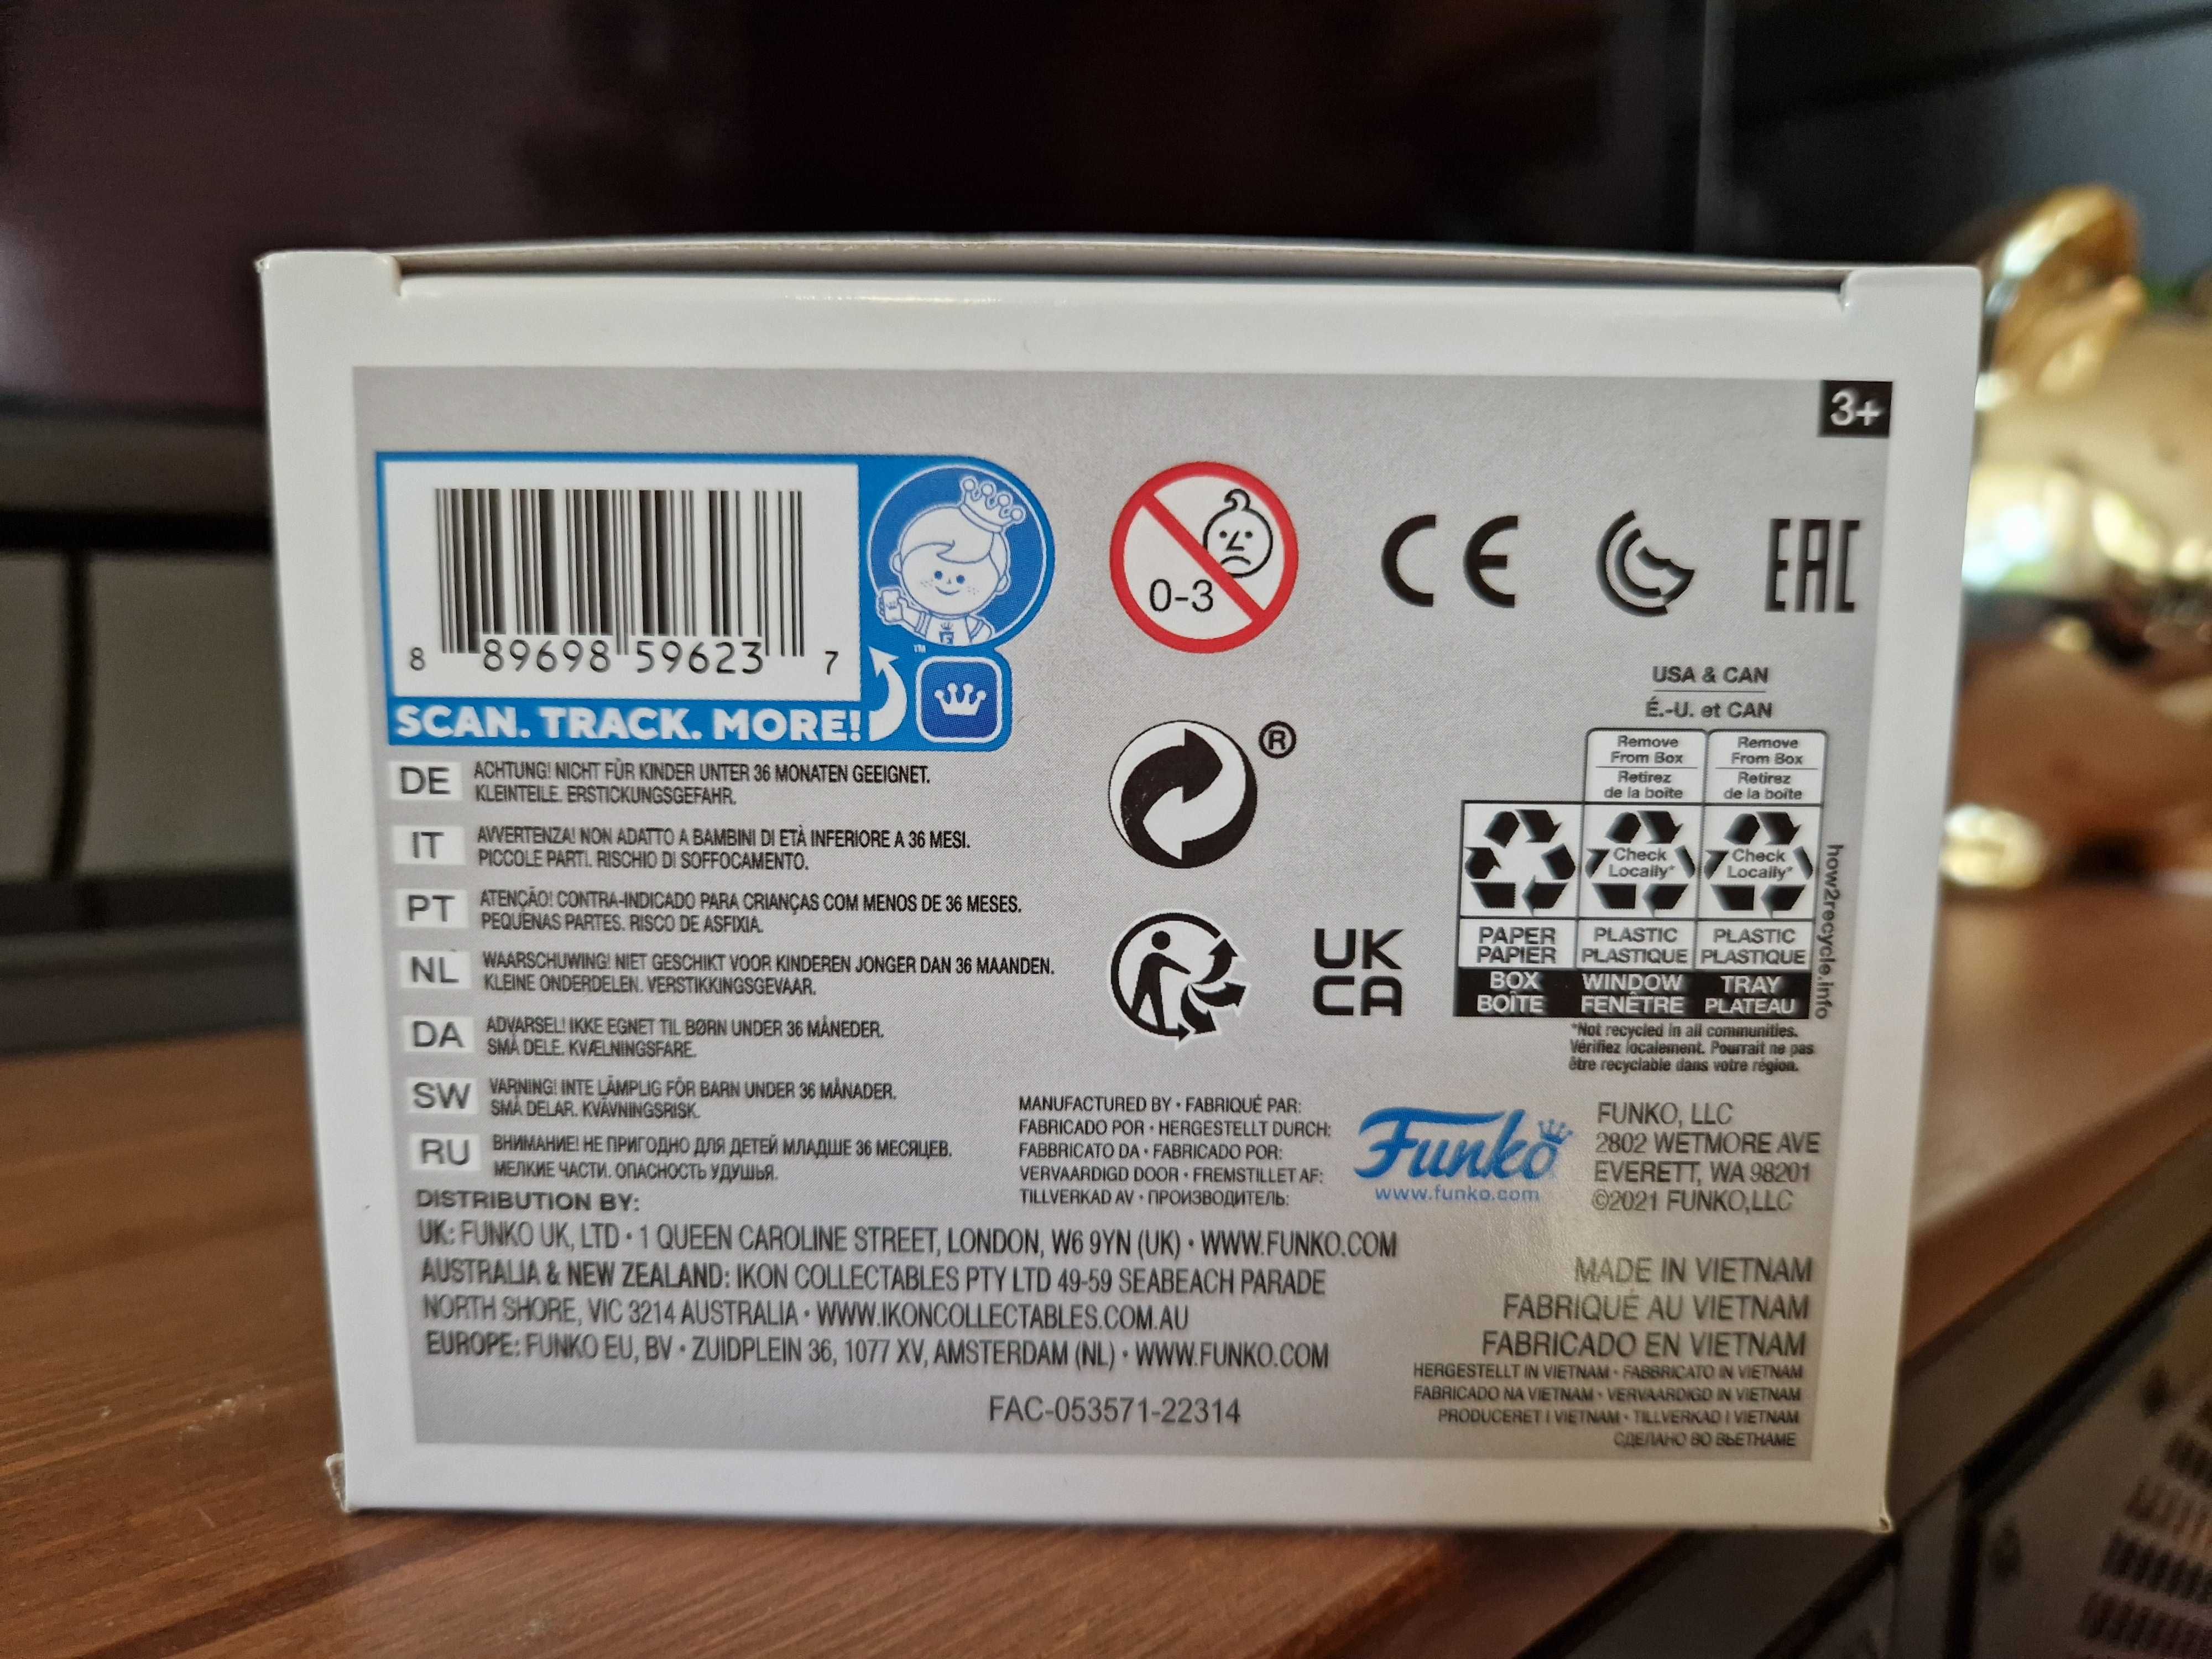 3+
8 89698 59623 7
™
SCAN. TRACK. MORE!
0-3
CE
EAC
®
UK
CA
USA & CAN
É.-U. et CAN
Remove
From Box
Retirez
de la boîte
Remove
From Box
Retirez
de la boîte
Check
Locally*
Check
Locally*
PAPER
PAPIER
PLASTIC
PLASTIQUE
PLASTIC
PLASTIQUE
BOX
BOÎTE
WINDOW
FENÊTRE
TRAY
PLATEAU
how2recycle.info
*Not recycled in all communities.
Vérifiez localement. Pourrait ne pas
être recyclable dans votre région.
DE ACHTUNG! NICHT FÜR KINDER UNTER 36 MONATEN GEEIGNET.
KLEINTEILE. ERSTICKUNGSGEFAHR.
IT AVVERTENZA! NON ADATTO A BAMBINI DI ETÀ INFERIORE A 36 MESI.
PICCOLE PARTI. RISCHIO DI SOFFOCAMENTO.
PT ATENÇÃO! CONTRA-INDICADO PARA CRIANÇAS COM MENOS DE 36 MESES.
PEQUENAS PARTES. RISCO DE ASFIXIA.
NL WAARSCHUWING! NIET GESCHIKT VOOR KINDEREN JONGER DAN 36 MAANDEN.
KLEINE ONDERDELEN. VERSTIKKINGSGEVAAR.
DA ADVARSEL! IKKE EGNET TIL BØRN UNDER 36 MÅNEDER.
SMÅ DELE. KVÆLNINGSFARE.
SW VARNING! INTE LÄMPLIG FÖR BARN UNDER 36 MÅNADER.
SMÅ DELAR. KVÄVNINGSRISK.
RU ВНИМАНИЕ! НЕ ПРИГОДНО ДЛЯ ДЕТЕЙ МЛАДШЕ 36 МЕСЯЦЕВ.
МЕЛКИЕ ЧАСТИ. ОПАСНОСТЬ УДУШЬЯ.
MANUFACTURED BY • FABRIQUÉ PAR:
FABRICADO POR • HERGESTELLT DURCH:
FABBRICATO DA • FABRICADO POR:
VERVAARDIGD DOOR • FREMSTILLET AF:
TILLVERKAD AV • ПРОИЗВОДИТЕЛЬ:
Funko
www.funko.com
FUNKO, LLC
2802 WETMORE AVE
EVERETT, WA 98201
©2021 FUNKO,LLC
DISTRIBUTION BY:
UK: FUNKO UK, LTD • 1 QUEEN CAROLINE STREET, LONDON, W6 9YN (UK) • WWW.FUNKO.COM
AUSTRALIA & NEW ZEALAND: IKON COLLECTABLES PTY LTD 49-59 SEABEACH PARADE
NORTH SHORE, VIC 3214 AUSTRALIA • WWW.IKONCOLLECTABLES.COM.AU
EUROPE: FUNKO EU, BV • ZUIDPLEIN 36, 1077 XV, AMSTERDAM (NL) • WWW.FUNKO.COM
FAC-053571-22314
MADE IN VIETNAM
FABRIQUÉ AU VIETNAM
FABRICADO EN VIETNAM
HERGESTELLT IN VIETNAM • FABBRICATO IN VIETNAM
FABRICADO NA VIETNAM • VERVAARDIGD IN VIETNAM
PRODUCERET I VIETNAM • TILLVERKAD I VIETNAM
СДЕЛАНО ВО ВЬЕТНАМЕ